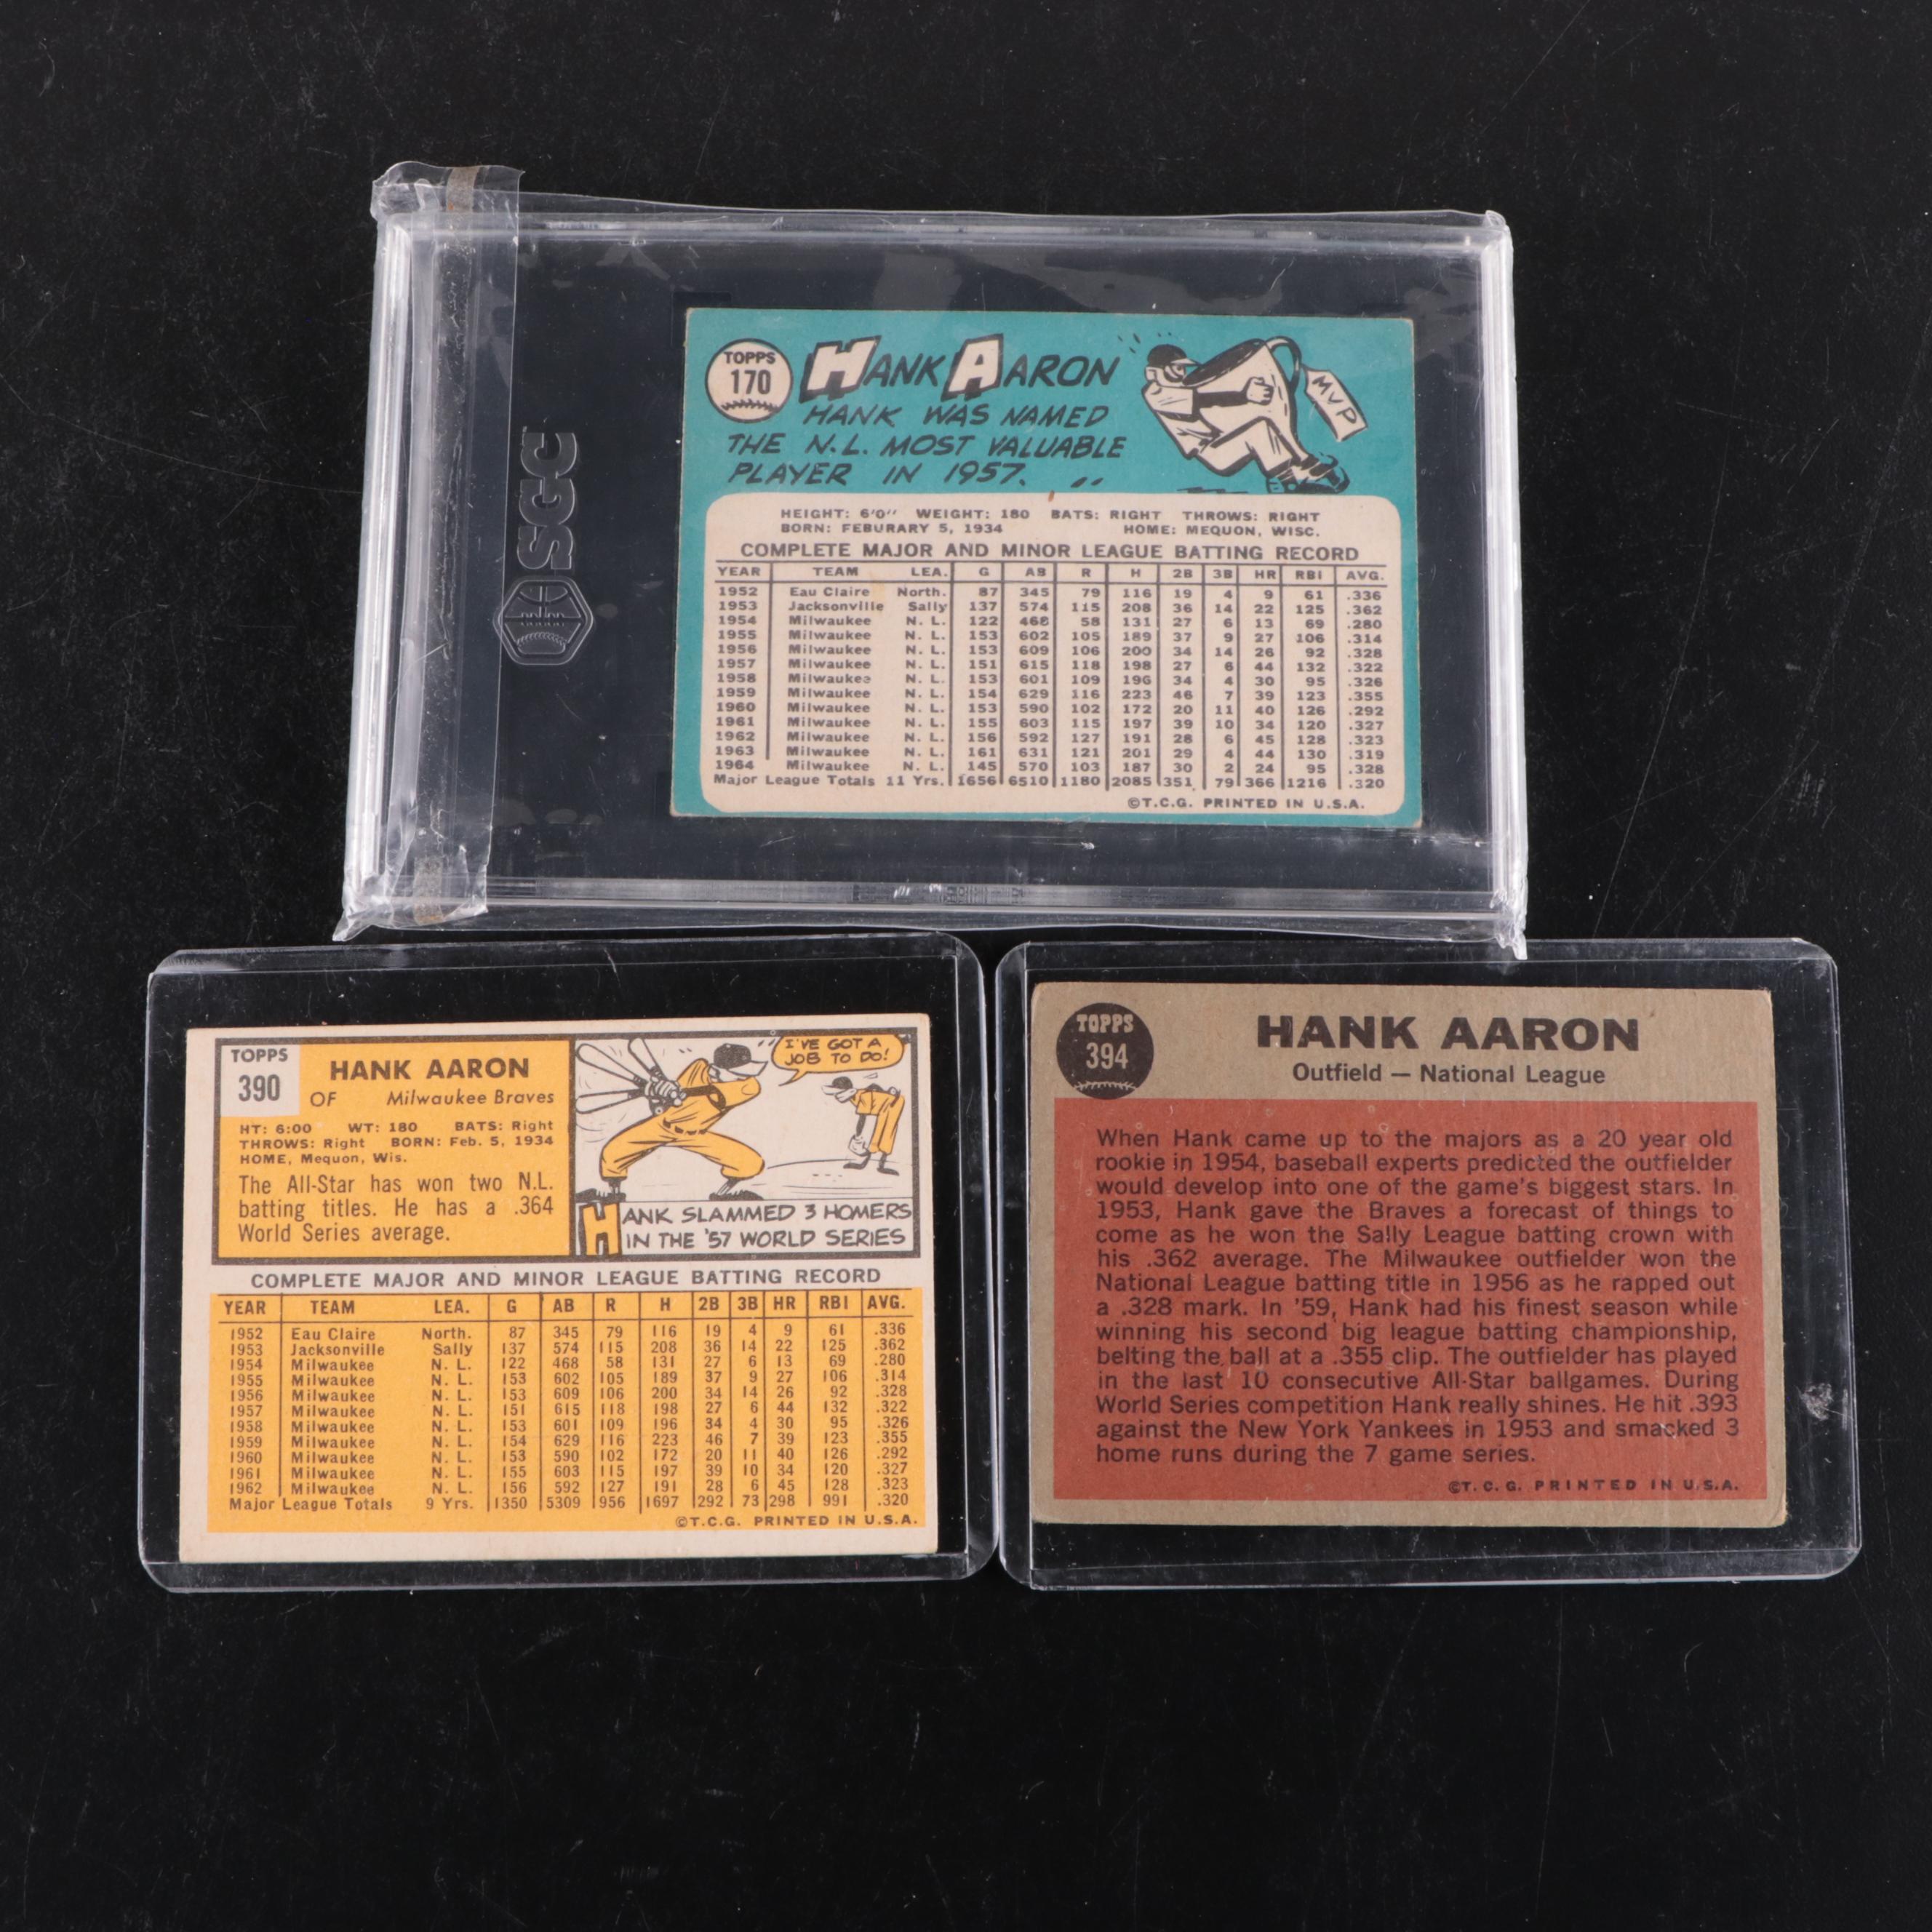 SGC
TOPPS
170
HANK AARON
HANK WAS NAMED
THE N.L. MOST VALUABLE
PLAYER IN 1957.
MVP
HEIGHT: 6'0" WEIGHT: 180 BATS: RIGHT THROWS: RIGHT
BORN: FEBURARY 5, 1934 HOME: MEQUON, WISC.
COMPLETE MAJOR AND MINOR LEAGUE BATTING RECORD
YEAR TEAM LEA. G AB R H 2B 3B HR RBI AVG.
1952 Eau Claire North. 87 345 79 116 19 4 9 61 .336
1953 Jacksonville Sally 137 574 115 208 36 14 22 125 .362
1954 Milwaukee N. L. 122 468 58 131 27 6 13 69 .280
1955 Milwaukee N. L. 153 602 105 189 37 9 27 106 .314
1956 Milwaukee N. L. 153 609 106 200 34 14 26 92 .328
1957 Milwaukee N. L. 151 615 118 198 27 6 44 132 .322
1958 Milwaukee N. L. 153 601 109 196 34 4 30 95 .326
1959 Milwaukee N. L. 154 629 116 223 46 7 39 123 .355
1960 Milwaukee N. L. 153 590 102 172 20 11 40 126 .292
1961 Milwaukee N. L. 155 603 115 197 39 10 34 120 .327
1962 Milwaukee N. L. 156 592 127 191 28 6 45 128 .323
1963 Milwaukee N. L. 161 631 121 201 29 4 44 130 .319
1964 Milwaukee N. L. 145 570 103 187 30 2 24 95 .328
Major League Totals 11 Yrs. 1656 6510 1180 2085 351 79 366 1216 .320
©T.C.G. PRINTED IN U.S.A.
TOPPS
390
HANK AARON
OF Milwaukee Braves
HT: 6:00 WT: 180 BATS: Right
THROWS: Right BORN: Feb. 5, 1934
HOME, Mequon, Wis.
The All-Star has won two N.L.
batting titles. He has a .364
World Series average.
I'VE GOT A
JOB TO DO!
HANK SLAMMED 3 HOMERS
IN THE '57 WORLD SERIES
COMPLETE MAJOR AND MINOR LEAGUE BATTING RECORD
YEAR TEAM LEA. G AB R H 2B 3B HR RBI AVG.
1952 Eau Claire North. 87 345 79 116 19 4 9 61 .336
1953 Jacksonville Sally 137 574 115 208 36 14 22 125 .362
1954 Milwaukee N. L. 122 468 58 131 27 6 13 69 .280
1955 Milwaukee N. L. 153 602 105 189 37 9 27 106 .314
1956 Milwaukee N. L. 153 609 106 200 34 14 26 92 .328
1957 Milwaukee N. L. 151 615 118 198 27 6 44 132 .322
1958 Milwaukee N. L. 153 601 109 196 34 4 30 95 .326
1959 Milwaukee N. L. 154 629 116 223 46 7 39 123 .355
1960 Milwaukee N. L. 153 590 102 172 20 11 40 126 .292
1961 Milwaukee N. L. 155 603 115 197 39 10 34 120 .327
1962 Milwaukee N. L. 156 592 127 191 28 6 45 128 .323
Major League Totals 9 Yrs. 1350 5309 956 1697 292 73 298 991 .320
©T.C.G. PRINTED IN U.S.A.
TOPPS
394
HANK AARON
Outfield — National League
When Hank came up to the majors as a 20 year old
rookie in 1954, baseball experts predicted the outfielder
would develop into one of the game's biggest stars. In
1953, Hank gave the Braves a forecast of things to
come as he won the Sally League batting crown with
his .362 average. The Milwaukee outfielder won the
National League batting title in 1956 as he rapped out
a .328 mark. In '59, Hank had his finest season while
winning his second big league batting championship,
belting the ball at a .355 clip. The outfielder has played
in the last 10 consecutive All-Star ballgames. During
World Series competition Hank really shines. He hit .393
against the New York Yankees in 1953 and smacked 3
home runs during the 7 game series.
©T.C.G. PRINTED IN U.S.A.